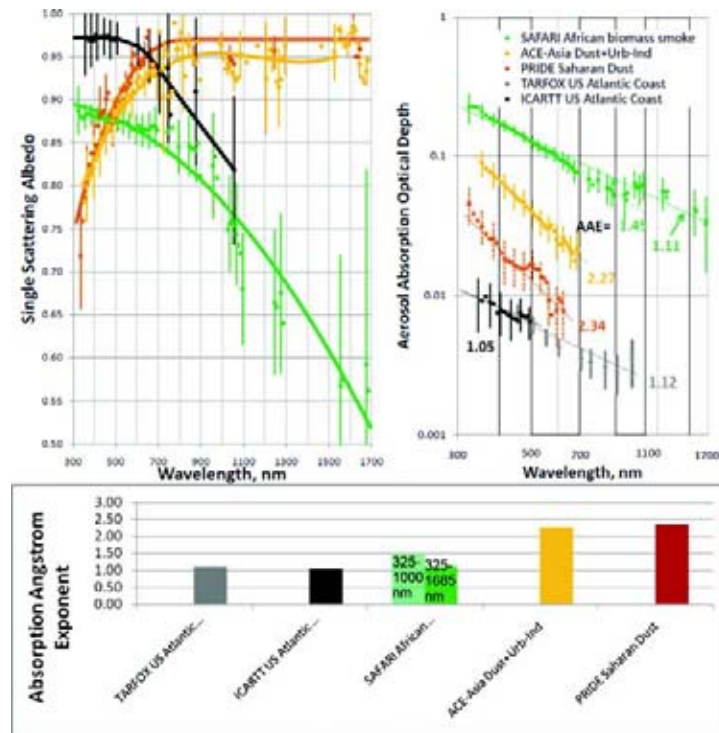 1.00
0.95
0.90
0.85
0.80
0.75
0.70
0.65
0.60
0.55
0.50
Single Scattering Albedo
300 500 700 900 1100 1300 1500 1700
Wavelength, nm
SAFARI African biomass smoke
ACE-Asia Dust+Urb-Ind
PRIDE Saharan Dust
TARFOX US Atlantic Coast
ICARTT US Atlantic Coast
1
0.1
0.01
0.001
Aerosol Absorption Optical Depth
AAE=
1.45
1.11
2.27
2.34
1.05
1.12
300 500 700 1100 1700
Wavelength, nm
3.00
2.50
2.00
1.50
1.00
0.50
0.00
Absorption Angstrom
Exponent
325-
1000
nm
325-
1685
nm
TARFOX US Atlantic...
ICARTT US Atlantic...
SAFARI African...
ACE-Asia Dust+Urb-Ind
PRIDE Saharan Dust